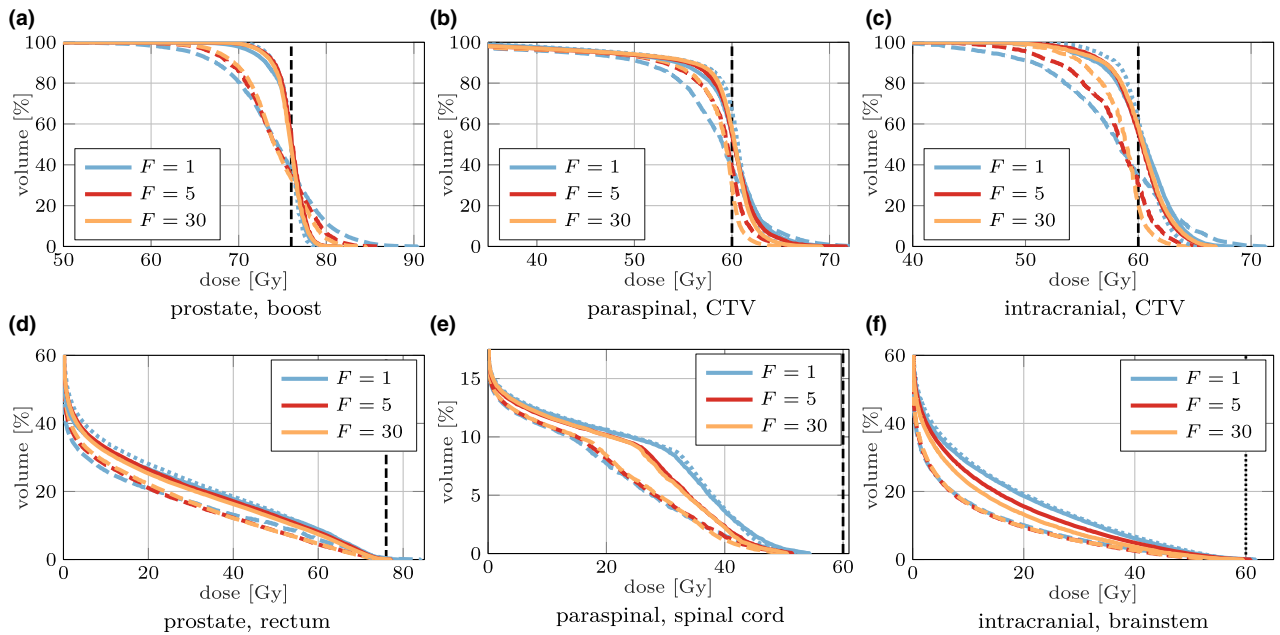 (a)
100
80
60
40
20
0
volume [%]
F = 1
F = 5
F = 30
50 60 70 80 90
dose [Gy]
prostate, boost
(b)
100
80
60
40
20
0
volume [%]
F = 1
F = 5
F = 30
40 50 60 70
dose [Gy]
paraspinal, CTV
(c)
100
80
60
40
20
0
volume [%]
F = 1
F = 5
F = 30
40 50 60 70
dose [Gy]
intracranial, CTV
(d)
60
40
20
0
volume [%]
F = 1
F = 5
F = 30
0 20 40 60 80
dose [Gy]
prostate, rectum
(e)
15
10
5
0
volume [%]
F = 1
F = 5
F = 30
0 20 40 60
dose [Gy]
paraspinal, spinal cord
(f)
60
40
20
0
volume [%]
F = 1
F = 5
F = 30
0 20 40 60
dose [Gy]
intracranial, brainstem